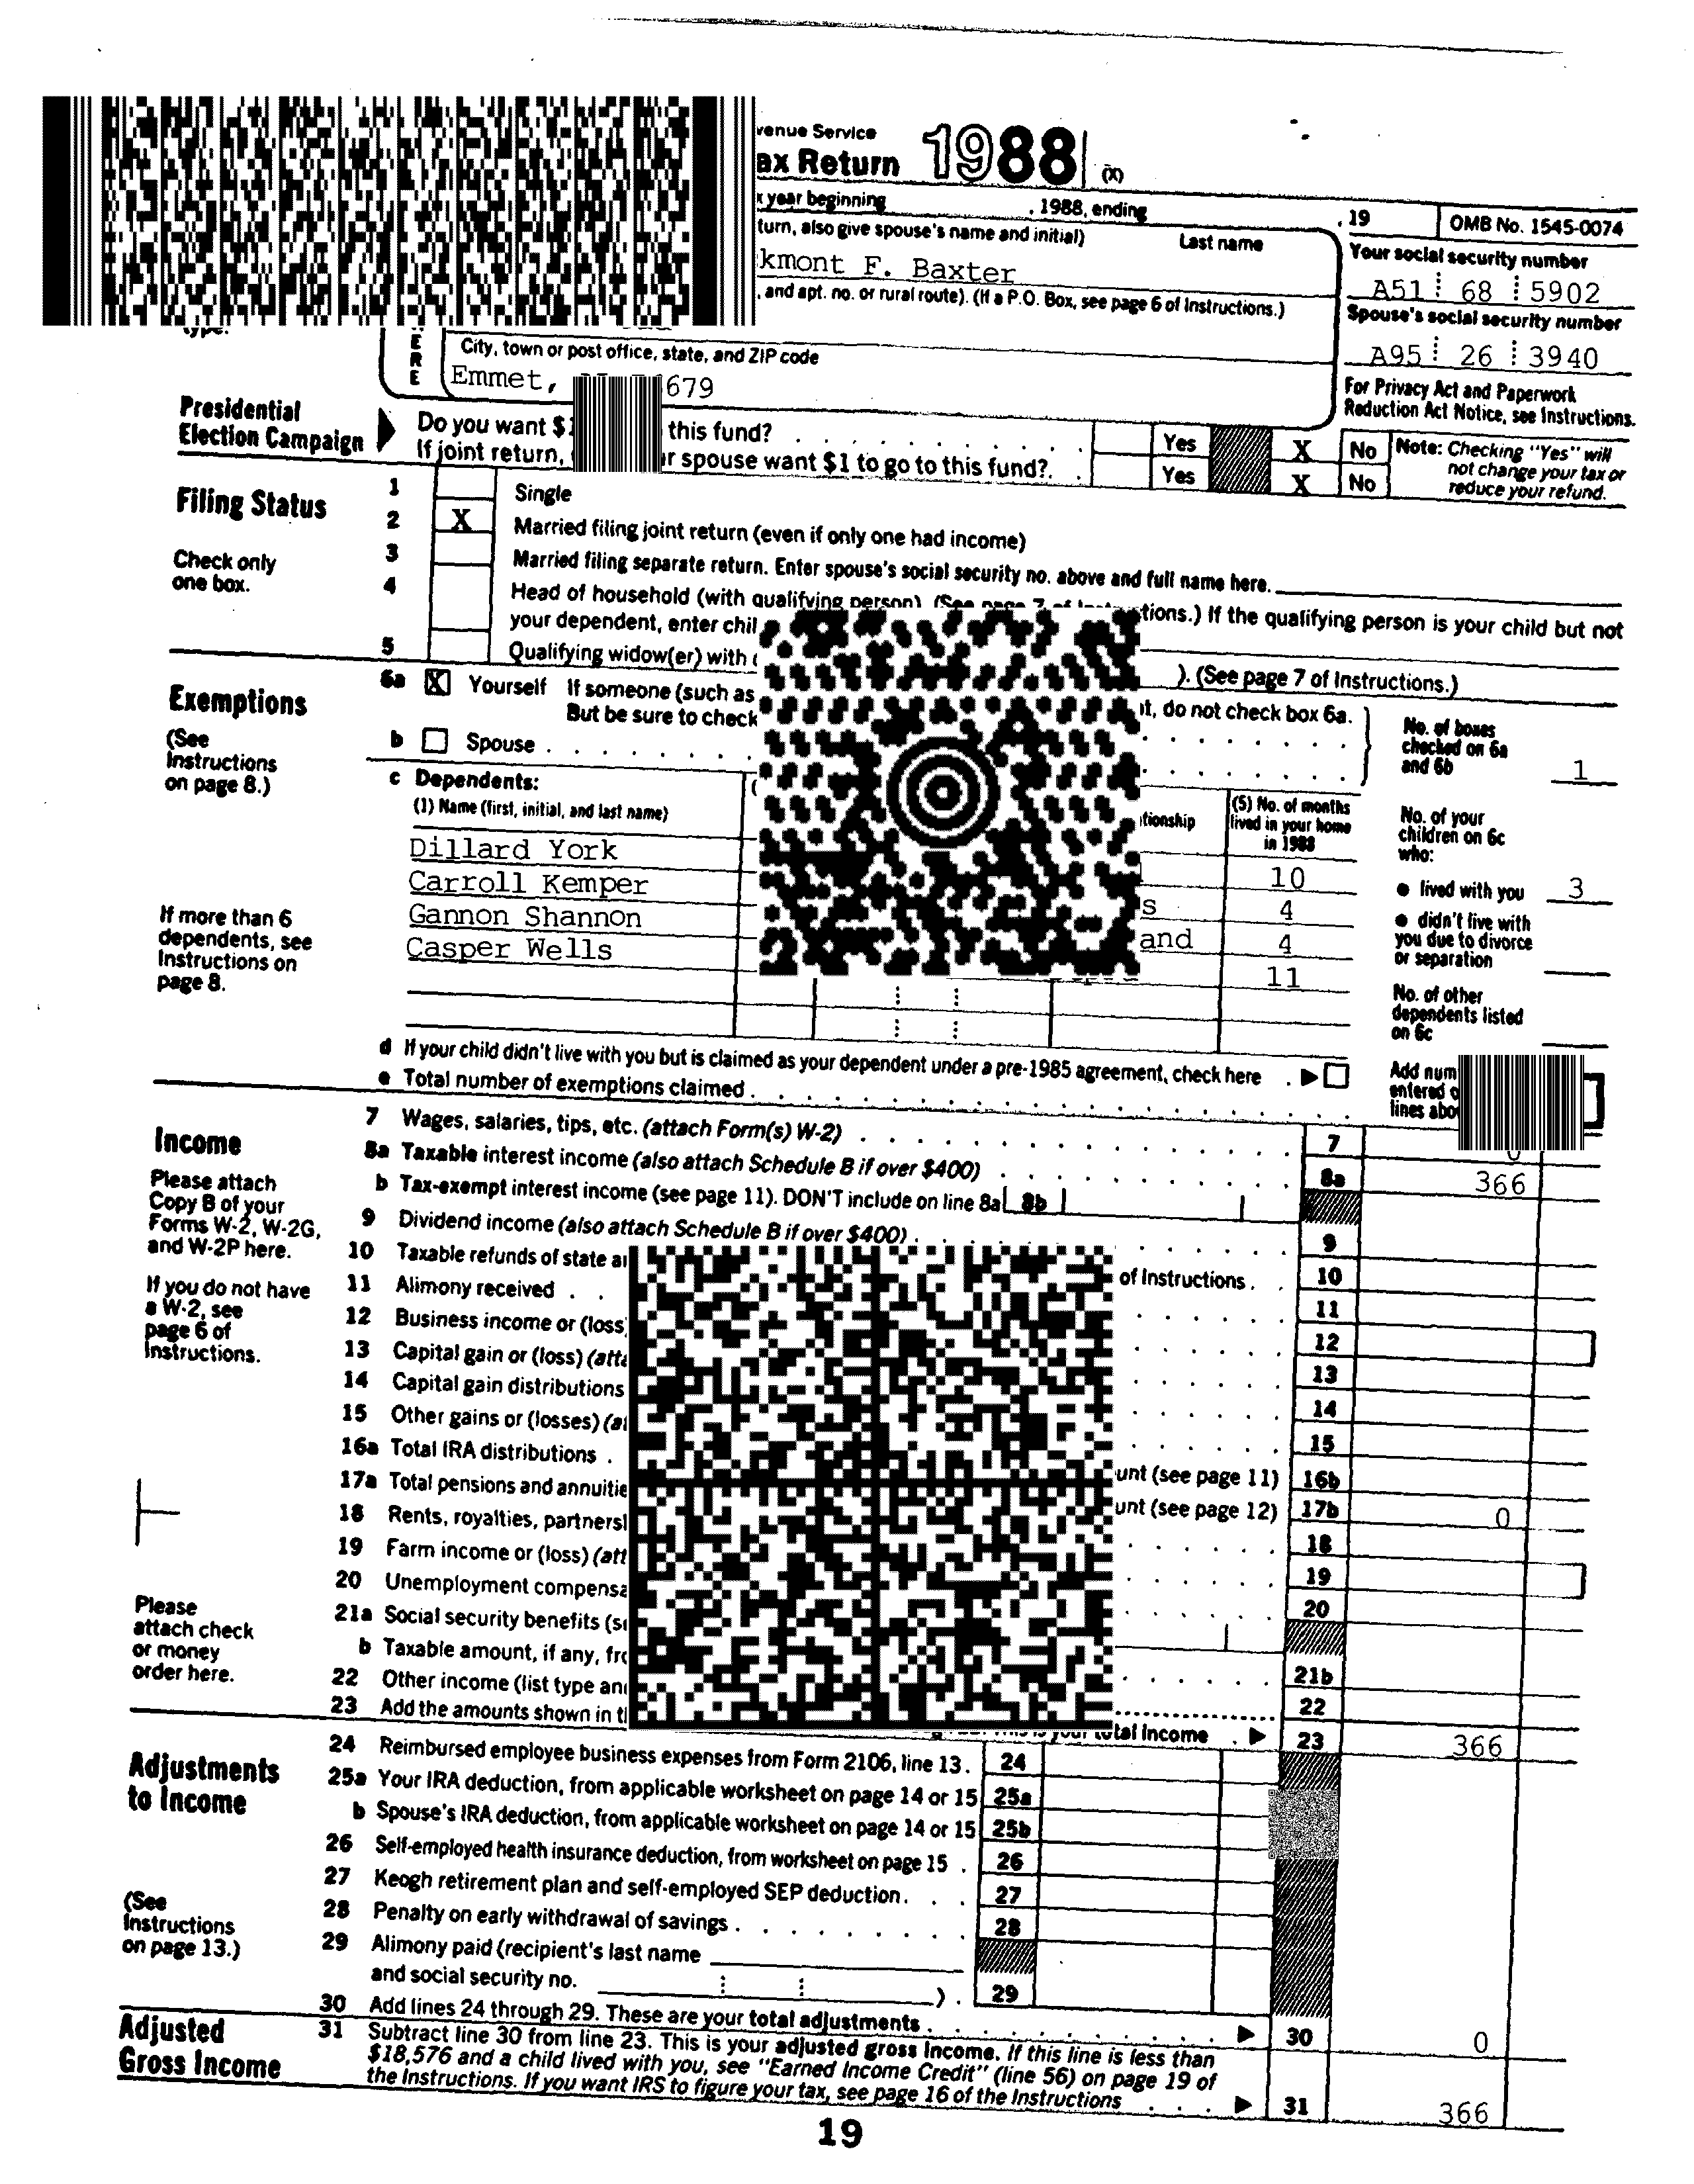 venue Service
ax Return 1988 (X)
x year beginning , 1988, ending , 19 OMB No. 1545-0074
turn, also give spouse's name and initial) Last name Your social security number
kmont F. Baxter A51 68 5902
, and apt. no. or rural route). (If a P.O. Box, see page 6 of Instructions.) Spouse's social security number
type.
E
R
E
City, town or post office, state, and ZIP code A95 26 3940
Emmet, 679
For Privacy Act and Paperwork
Reduction Act Notice, see Instructions.
Presidential
Election Campaign
Do you want $ this fund? Yes X No
If joint return, r spouse want $1 to go to this fund? Yes X No
Note: Checking "Yes" will
not change your tax or
reduce your refund.
Filing Status
Check only
one box.
1 Single
2 X Married filing joint return (even if only one had income)
3 Married filing separate return. Enter spouse's social security no. above and full name here.
4 Head of household (with qualifying person) (See page 7 of Instructions.) If the qualifying person is your child but not
your dependent, enter chil
5 Qualifying widow(er) with ). (See page 7 of Instructions.)
Exemptions
(See
Instructions
on page 8.)
6a X Yourself If someone (such as t, do not check box 6a.
But be sure to check
b Spouse
No. of boxes
checked on 6a
and 6b 1
c Dependents:
(1) Name (first, initial, and last name) tionship (5) No. of months
lived in your home
in 1988
Dillard York 10
Carroll Kemper s 4
Gannon Shannon and 4
Casper Wells 11
No. of your
children on 6c
who:
● lived with you 3
● didn't live with
you due to divorce
or separation
No. of other
dependents listed
on 6c
If more than 6
dependents, see
Instructions on
page 8.
d If your child didn't live with you but is claimed as your dependent under a pre-1985 agreement, check here
e Total number of exemptions claimed
Add num
entered o
lines abo
Income
Please attach
Copy B of your
Forms W-2, W-2G,
and W-2P here.
If you do not have
a W-2, see
page 6 of
Instructions.
Please
attach check
or money
order here.
7 Wages, salaries, tips, etc. (attach Form(s) W-2) 7 0
8a Taxable interest income (also attach Schedule B if over $400) 8a 366
b Tax-exempt interest income (see page 11). DON'T include on line 8a 8b
9 Dividend income (also attach Schedule B if over $400) 9
10 Taxable refunds of state a of Instructions 10
11 Alimony received 11
12 Business income or (loss) 12
13 Capital gain or (loss) (atta 13
14 Capital gain distributions 14
15 Other gains or (losses) (a 15
16a Total IRA distributions unt (see page 11) 16b
17a Total pensions and annuitie unt (see page 12) 17b 0
18 Rents, royalties, partners 18
19 Farm income or (loss) (att 19
20 Unemployment compensa 20
21a Social security benefits (s
b Taxable amount, if any, fr 21b
22 Other income (list type an 22
23 Add the amounts shown in t your total income 23 366
Adjustments
to Income
(See
Instructions
on page 13.)
24 Reimbursed employee business expenses from Form 2106, line 13 24
25a Your IRA deduction, from applicable worksheet on page 14 or 15 25a
b Spouse's IRA deduction, from applicable worksheet on page 14 or 15 25b
26 Self-employed health insurance deduction, from worksheet on page 15 26
27 Keogh retirement plan and self-employed SEP deduction 27
28 Penalty on early withdrawal of savings 28
29 Alimony paid (recipient's last name
and social security no. ) 29
30 Add lines 24 through 29. These are your total adjustments 30 0
Adjusted
Gross Income
31 Subtract line 30 from line 23. This is your adjusted gross income. If this line is less than
$18,576 and a child lived with you, see "Earned Income Credit" (line 56) on page 19 of
the Instructions. If you want IRS to figure your tax, see page 16 of the Instructions 31 366
19